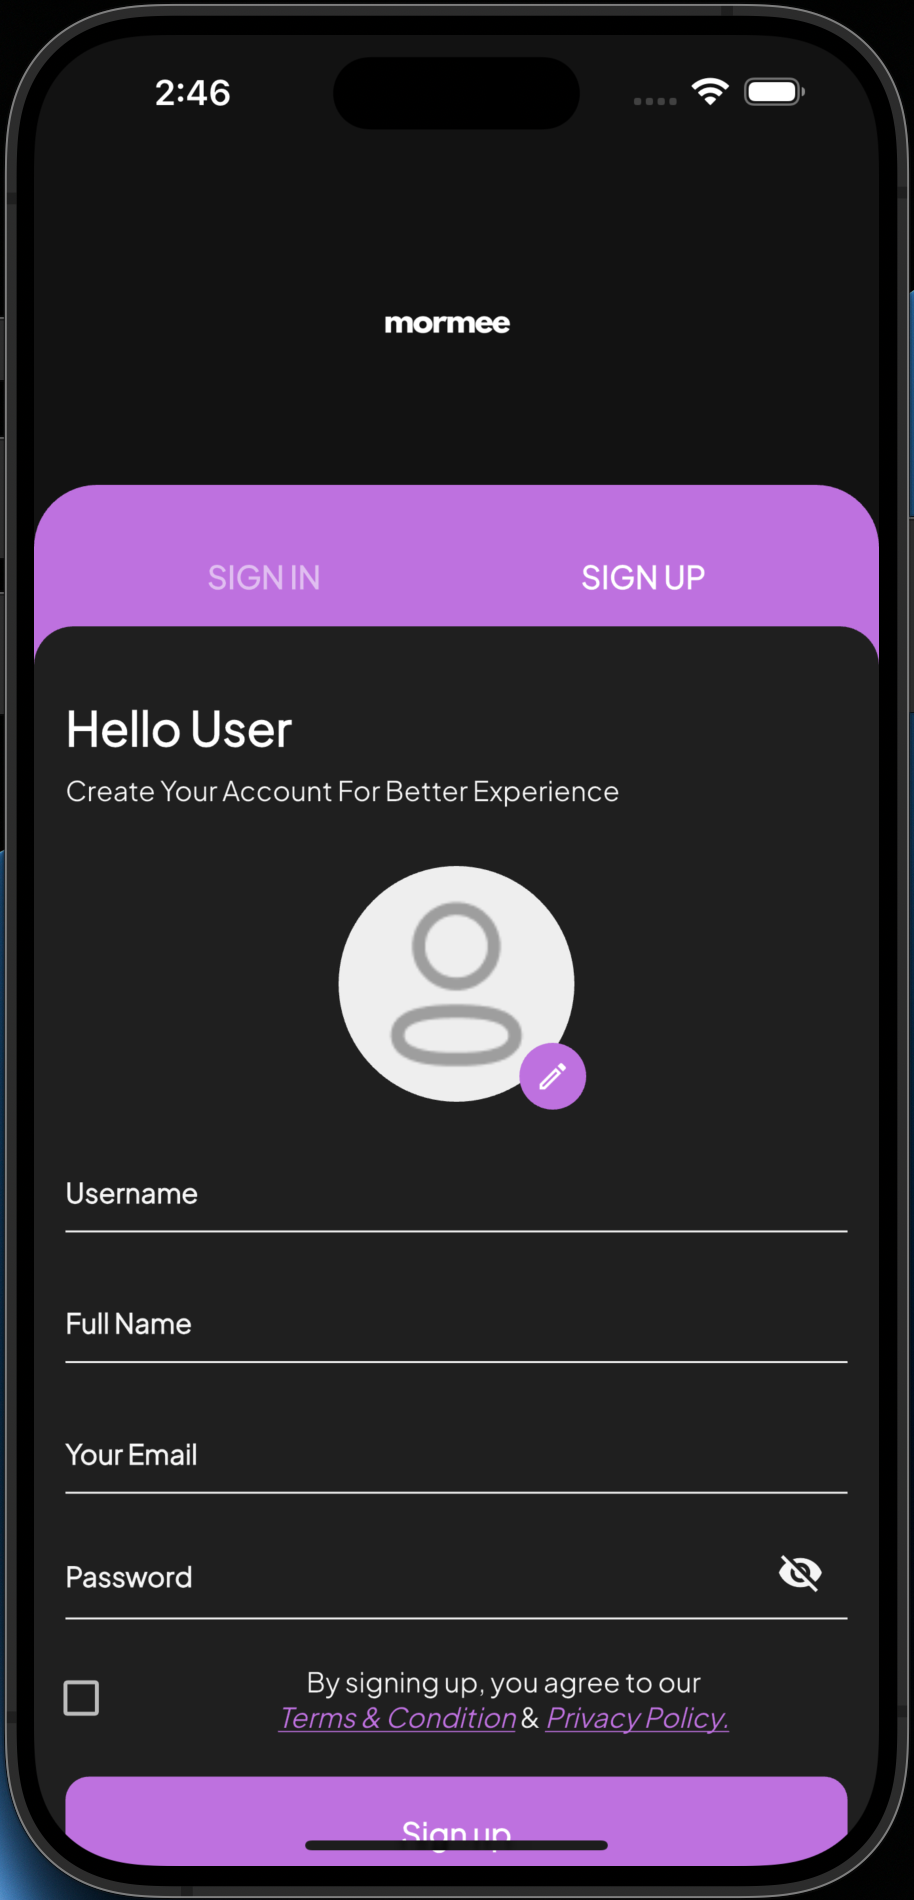 2:46
mormee
SIGN IN
SIGN UP
Hello User
Create Your Account For Better Experience
Username
Full Name
Your Email
Password
By signing up, you agree to our
Terms & Condition & Privacy Policy.
Sign up